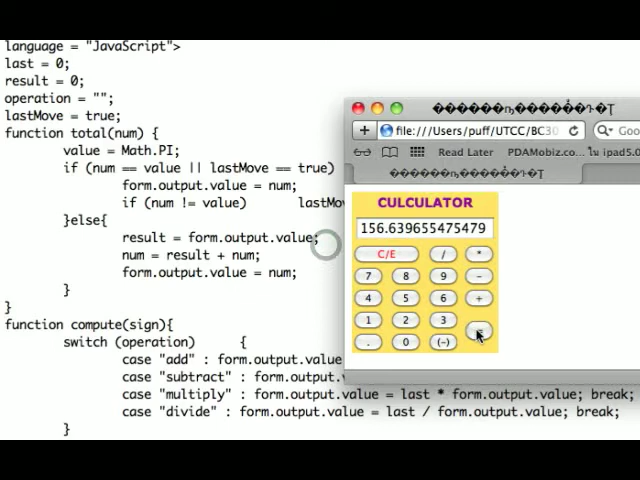 language = "JavaScript">
last = 0;
result = 0;
operation = "";
lastMove = true;
function total(num) {
value = Math.PI;
if (num == value || lastMove == true)
form.output.value = num;
if (num != value) lastMov
}else{
result = form.output.value;
num = result + num;
form.output.value = num;
}
}
function compute(sign){
switch (operation) {
case "add" : form.output.value
case "subtract" : form.output.v
case "multiply" : form.output.value = last * form.output.value; break;
case "divide" : form.output.value = last / form.output.value; break;
}
file:///Users/puff/UTCC/BC30
Goo
Read Later PDAMobiz.co... ใน ipad5.0
CULCULATOR
156.639655475479
C/E / *
7 8 9 -
4 5 6 +
1 2 3
. 0 (-) =